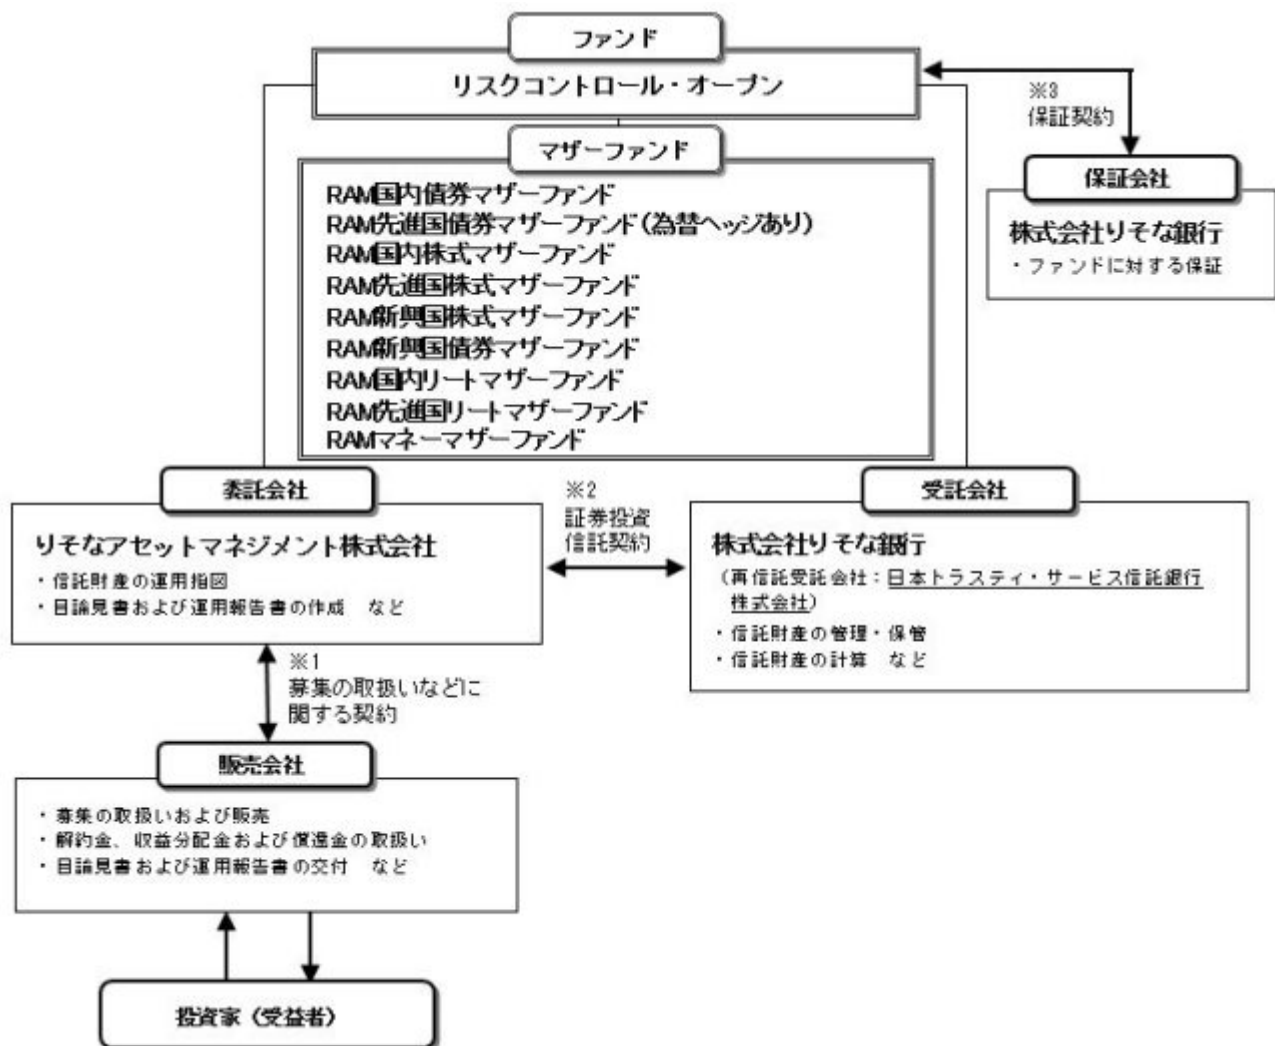 ファンド
リスクコントロール・オープン
※3
保証契約
マザーファンド
RAM国内債券マザーファンド
RAM先進国債券マザーファンド(為替ヘッジあり)
RAM国内株式マザーファンド
RAM先進国株式マザーファンド
RAM新興国株式マザーファンド
RAM新興国債券マザーファンド
RAM国内リートマザーファンド
RAM先進国リートマザーファンド
RAMマネーマザーファンド
保証会社
株式会社りそな銀行
・ファンドに対する保証
委託会社
りそなアセットマネジメント株式会社
・信託財産の運用指図
・目論見書および運用報告書の作成 など
※2
証券投資
信託契約
受託会社
株式会社りそな銀行
(再信託受託会社:日本トラスティ・サービス信託銀行
株式会社)
・信託財産の管理・保管
・信託財産の計算 など
※1
募集の取扱いなどに
関する契約
販売会社
・募集の取扱いおよび販売
・解約金、収益分配金および償還金の取扱い
・目論見書および運用報告書の交付 など
投資家(受益者)